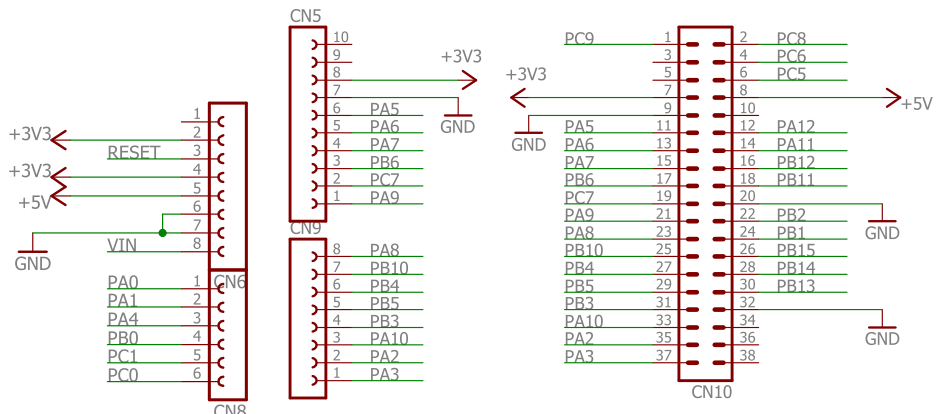 CN6
1
+3V3 2
RESET 3
+3V3 4
+5V 5
6
GND 7
VIN 8
CN8
PA0 1
PA1 2
PA4 3
PB0 4
PC1 5
PC0 6
CN5
10
9
8 +3V3
7 GND
6 PA5
5 PA6
4 PA7
3 PB6
2 PC7
1 PA9
CN9
8 PA8
7 PB10
6 PB4
5 PB5
4 PB3
3 PA10
2 PA2
1 PA3
PC9 1 2 PC8
3 4 PC6
5 6 PC5
+3V3 7 8 +5V
GND 9 10
PA5 11 12 PA12
PA6 13 14 PA11
PA7 15 16 PB12
PB6 17 18 PB11
PC7 19 20 GND
PA9 21 22 PB2
PA8 23 24 PB1
PB10 25 26 PB15
PB4 27 28 PB14
PB5 29 30 PB13
PB3 31 32 GND
PA10 33 34
PA2 35 36
PA3 37 38
CN10